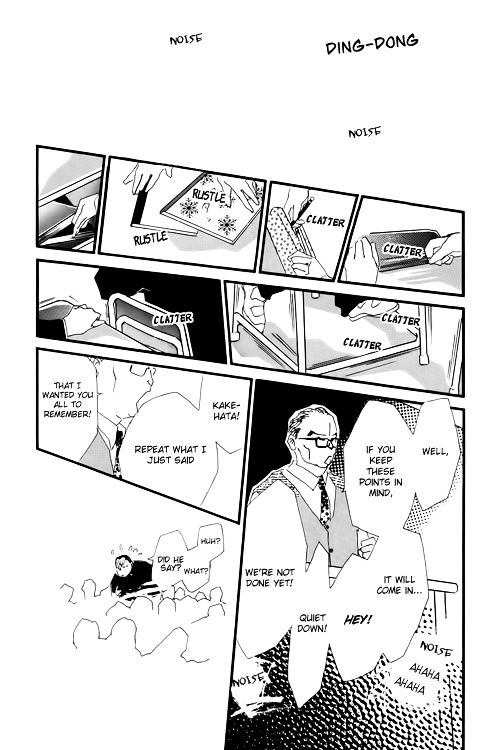 DING-DONG
NOISE
NOISE
CLATTER
CLATTER
RUSTLE
RUSTLE
CLATTER
CLATTER
CLATTER
CLATTER
WELL,
IF YOU
KEEP
THESE
POINTS IN
MIND,
IT WILL
COME IN...
HEY!
QUIET
DOWN!
WE'RE NOT
DONE YET!
NOISE
AHAHA
AHAHA
NOISE
KAKE-
HATA!
REPEAT WHAT I
JUST SAID
THAT I
WANTED YOU
ALL TO
REMEMBER!
HUH?
DID HE
SAY?
WHAT?